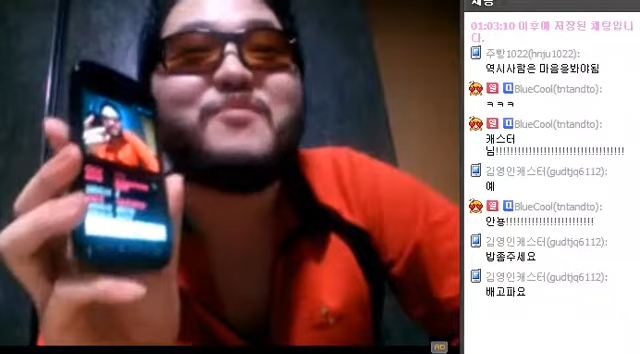 01:03:10 이후에 저장된 채팅입니
다.
주랑1022(hnju1022):
역시사람은 마음을봐야됨
BlueCool(tntandto):
ㅋㅋㅋ
BlueCool(tntandto):
캐스터
님!!!!!!!!!!!!!!!!!!!!!!!!!!!!!!!!!!!
김영인캐스터(gudtjq6112):
예
BlueCool(tntandto):
안뇽!!!!!!!!!!!!!!!!!!!!!!!!
김영인캐스터(gudtjq6112):
밥좀주세요
김영인캐스터(gudtjq6112):
배고파요
AD